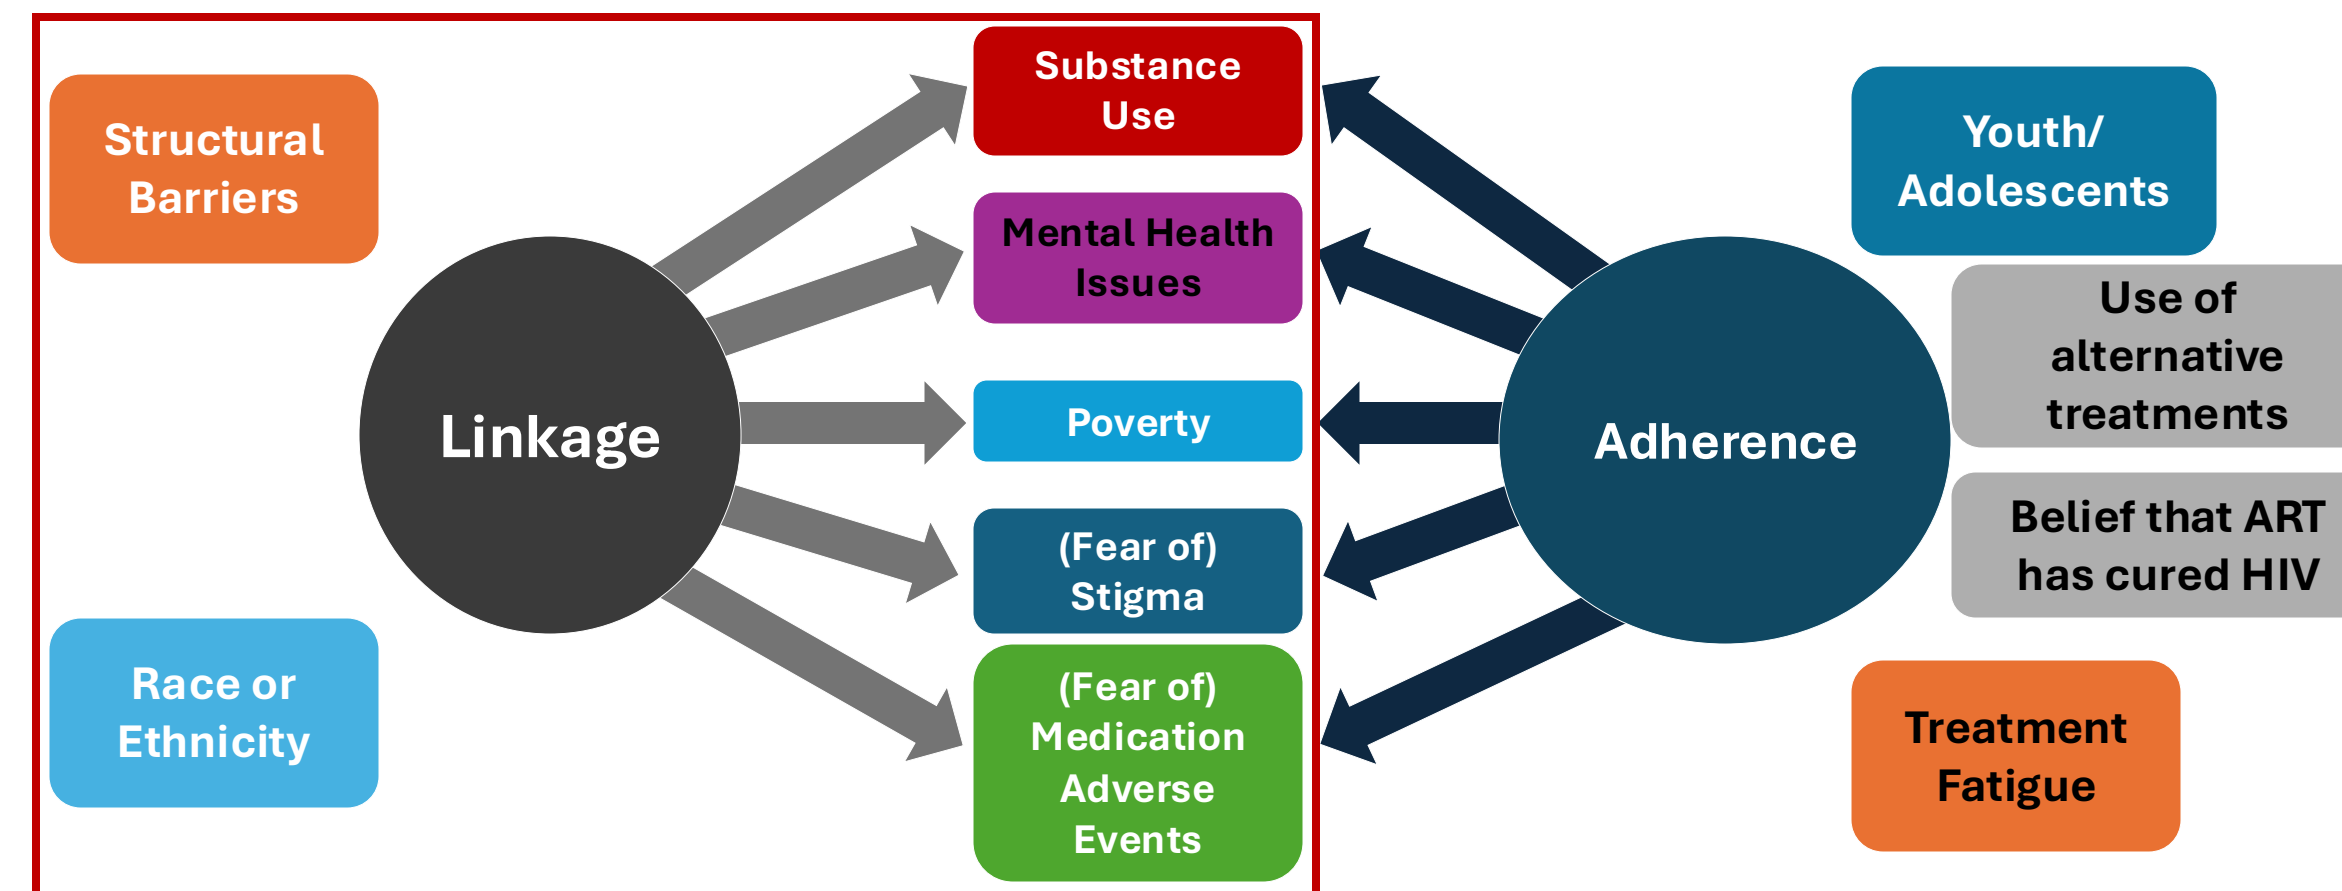 Structural
Barriers
Race or
Ethnicity
Linkage
Substance
Use
Mental Health
Issues
Poverty
(Fear of)
Stigma
(Fear of)
Medication
Adverse
Events
Adherence
Youth/
Adolescents
Use of
alternative
treatments
Belief that ART
has cured HIV
Treatment
Fatigue